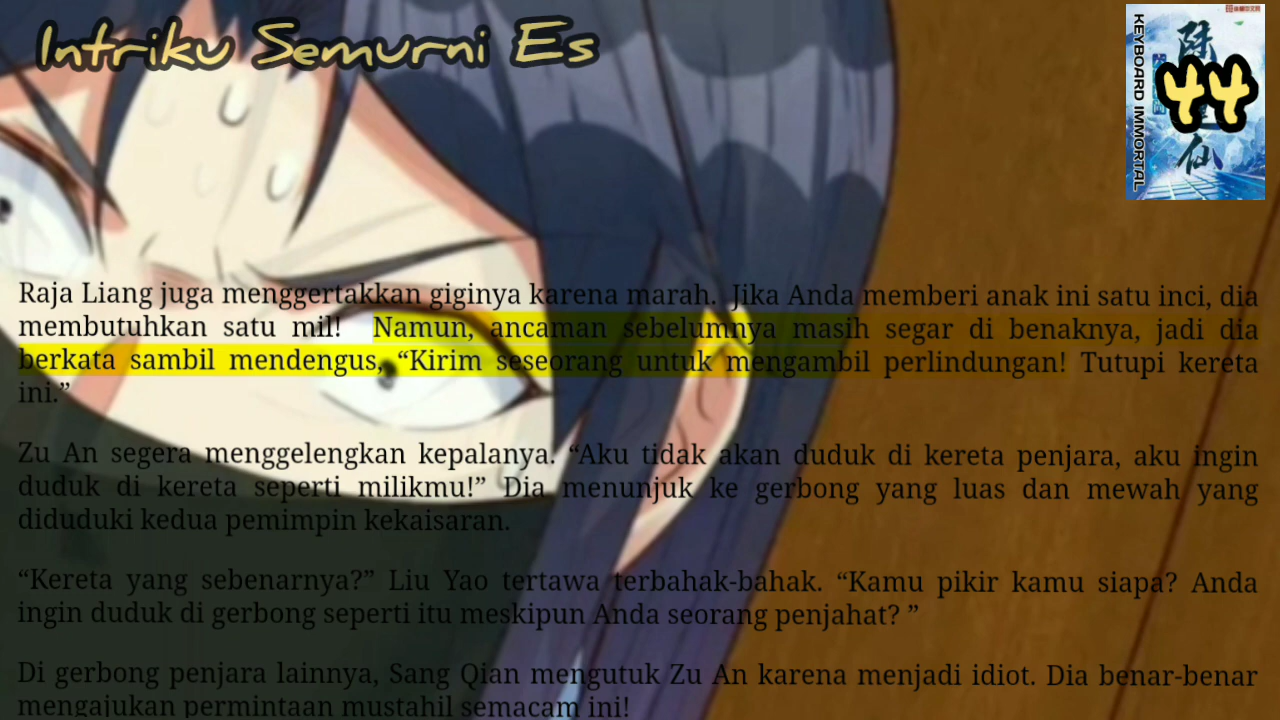 Intriku Semurni Es
KEYBOARD IMMORTAL
44
Raja Liang juga menggertakkan giginya karena marah. Jika Anda memberi anak ini satu inci, dia
membutuhkan satu mil! Namun, ancaman sebelumnya masih segar di benaknya, jadi dia
berkata sambil mendengus, “Kirim seseorang untuk mengambil perlindungan! Tutupi kereta
ini.”
Zu An segera menggelengkan kepalanya. “Aku tidak akan duduk di kereta penjara, aku ingin
duduk di kereta seperti milikmu!” Dia menunjuk ke gerbong yang luas dan mewah yang
diduduki kedua pemimpin kekaisaran.
“Kereta yang sebenarnya?” Liu Yao tertawa terbahak-bahak. “Kamu pikir kamu siapa? Anda
ingin duduk di gerbong seperti itu meskipun Anda seorang penjahat? ”
Di gerbong penjara lainnya, Sang Qian mengutuk Zu An karena menjadi idiot. Dia benar-benar
mengajukan permintaan mustahil semacam ini!